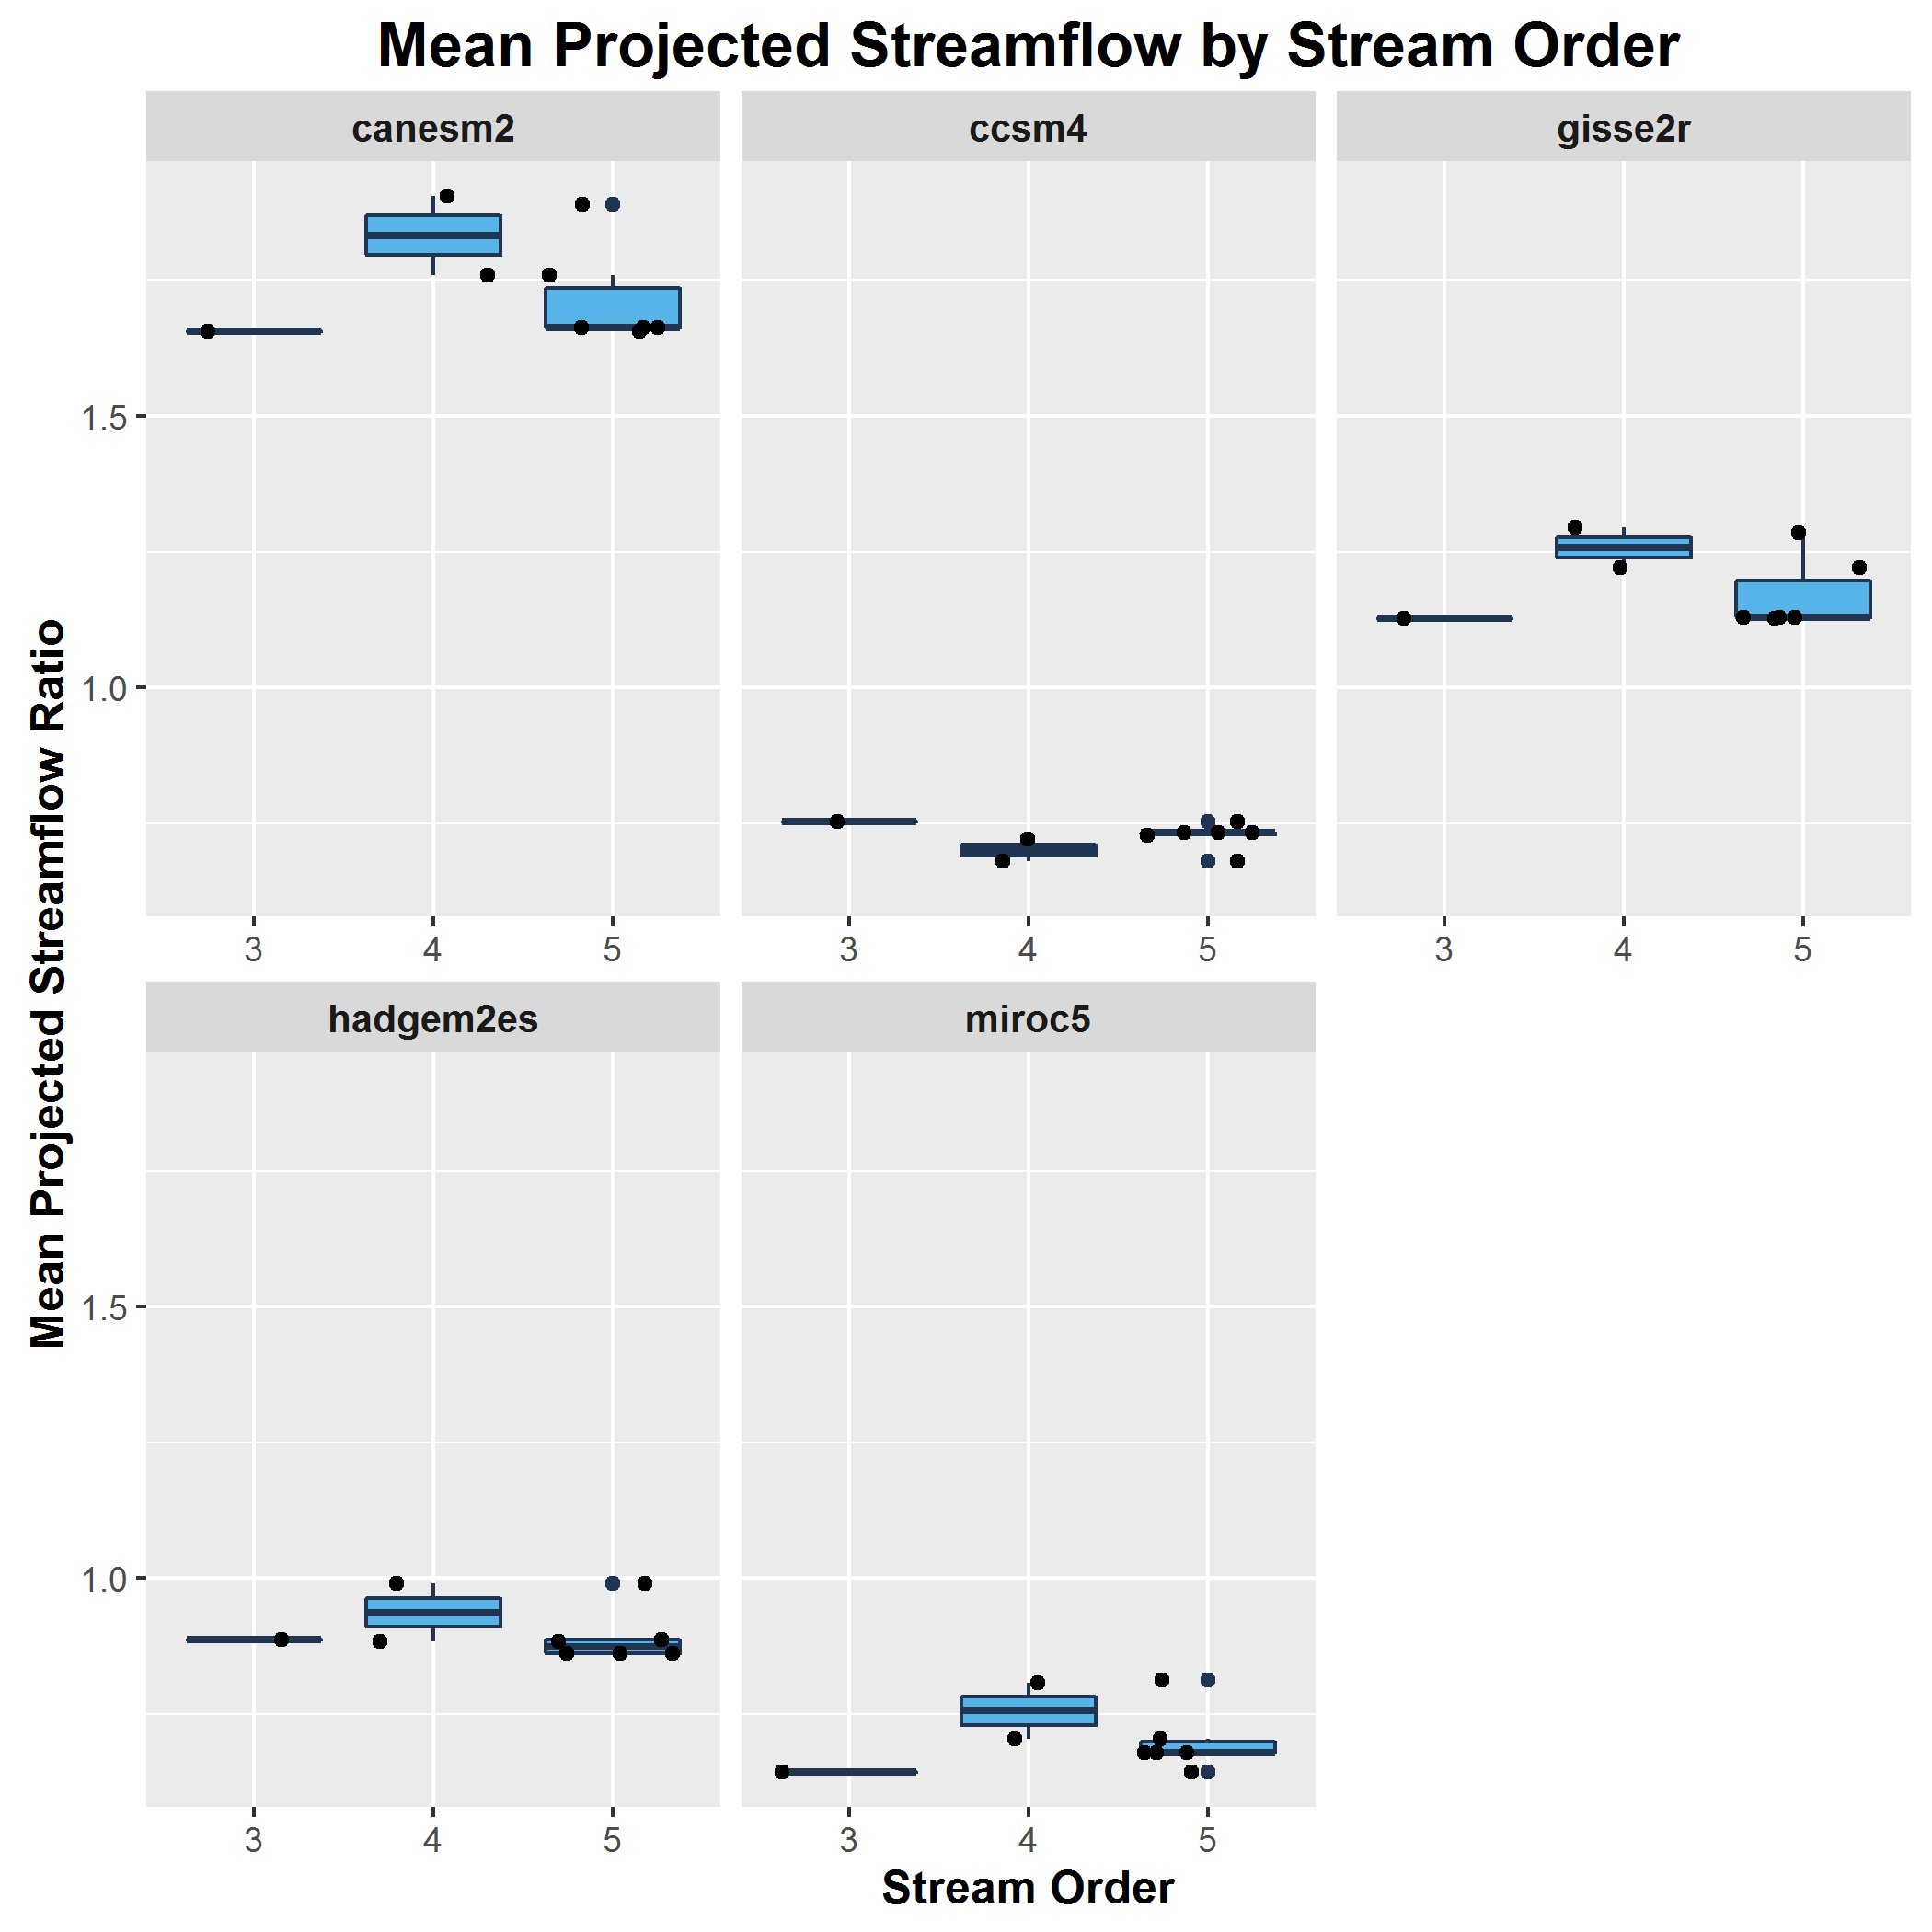 Mean Projected Streamflow by Stream Order
canesm2
ccsm4
gisse2r
1.5
1.0
3 4 5
3 4 5
3 4 5
Mean Projected Streamflow Ratio
hadgem2es
miroc5
1.5
1.0
3 4 5
3 4 5
Stream Order